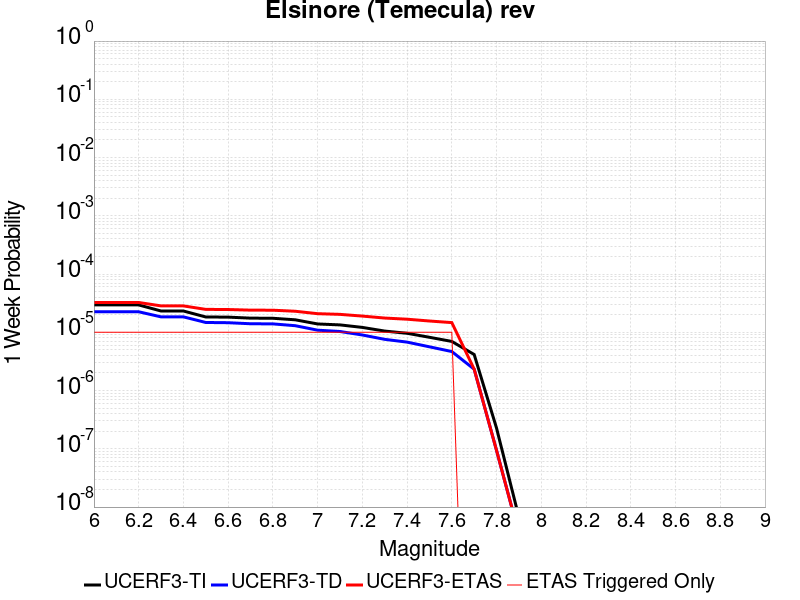 Elsinore (Temecula) rev
10^0
10^-1
10^-2
10^-3
10^-4
10^-5
10^-6
10^-7
10^-8
1 Week Probability
6 6.2 6.4 6.6 6.8 7 7.2 7.4 7.6 7.8 8 8.2 8.4 8.6 8.8 9
Magnitude
UCERF3-TI UCERF3-TD UCERF3-ETAS ETAS Triggered Only